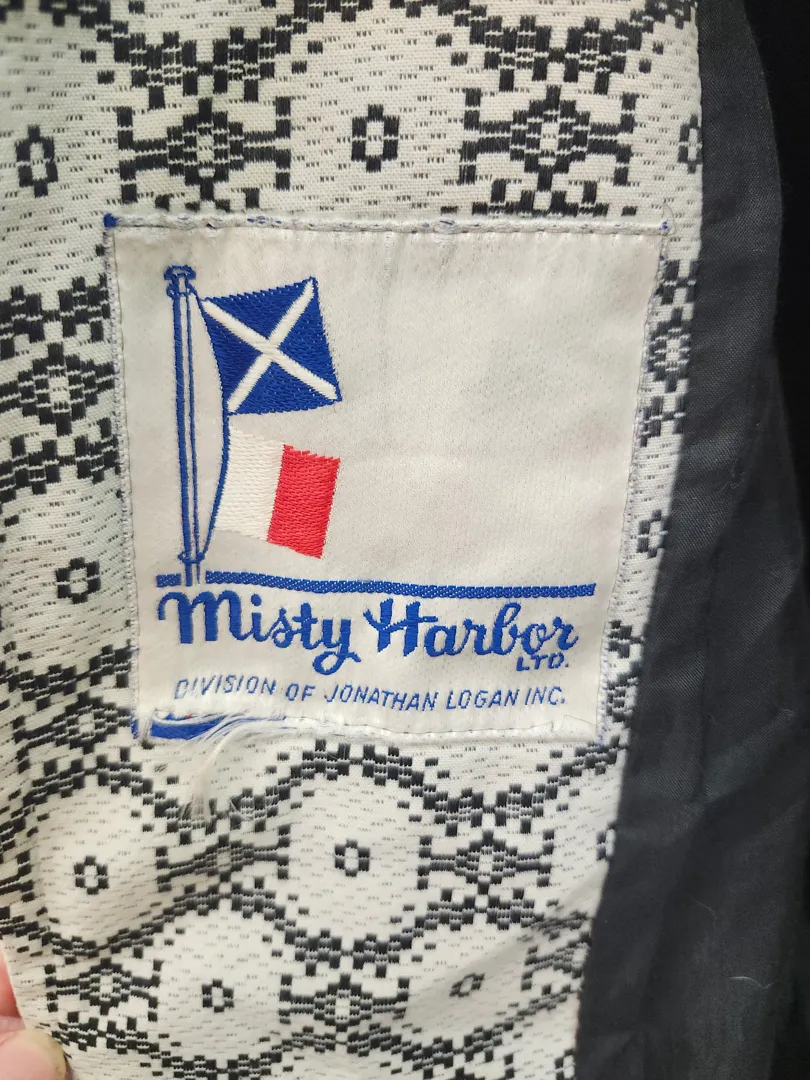 Misty Harbor
LTD.
DIVISION OF JONATHAN LOGAN INC.